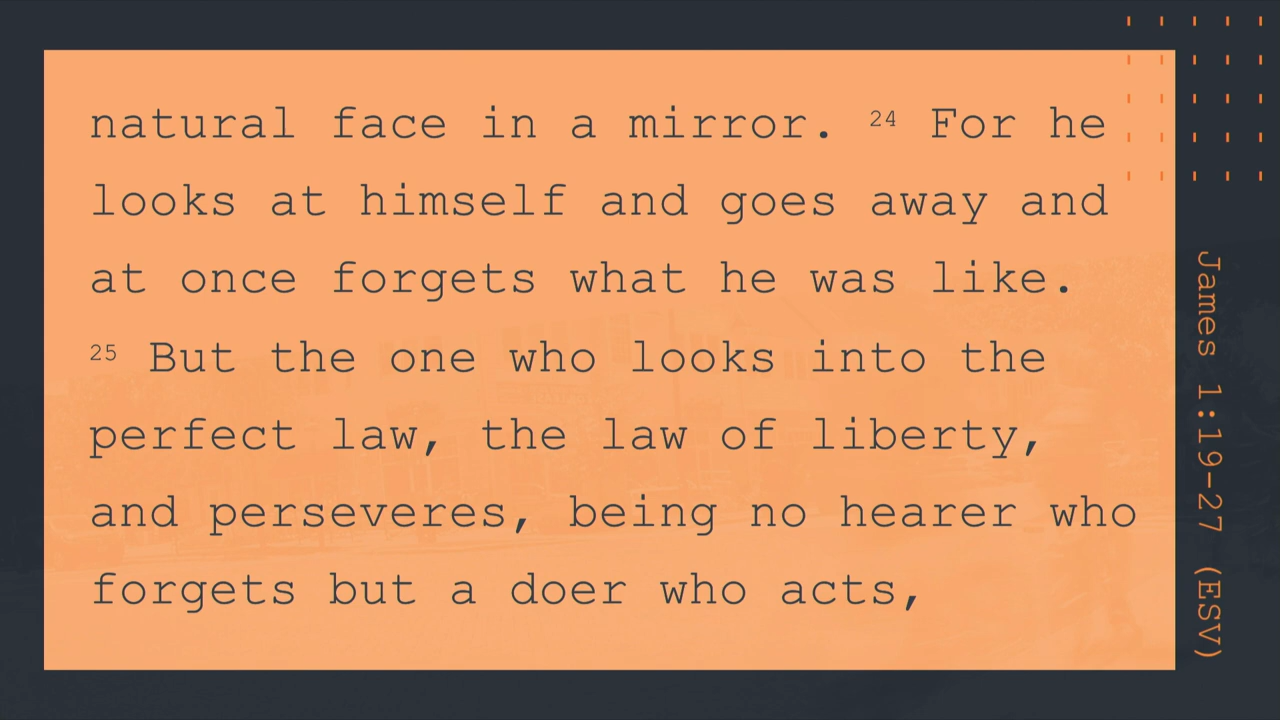 natural face in a mirror. 24 For he
looks at himself and goes away and
at once forgets what he was like.
25 But the one who looks into the
perfect law, the law of liberty,
and perseveres, being no hearer who
forgets but a doer who acts,
James 1:19-27 (ESV)